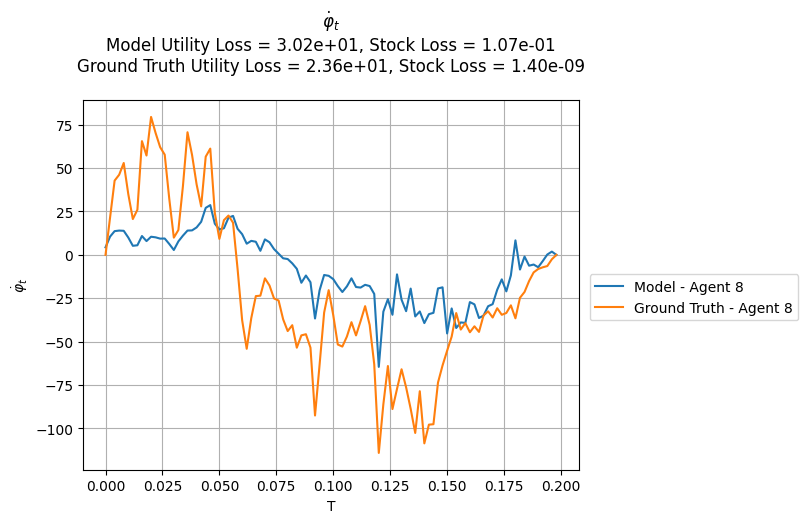 φ̇ₜ
Model Utility Loss = 3.02e+01, Stock Loss = 1.07e-01
Ground Truth Utility Loss = 2.36e+01, Stock Loss = 1.40e-09
75
50
25
0
−25
−50
−75
−100
φ̇ₜ
0.000 0.025 0.050 0.075 0.100 0.125 0.150 0.175 0.200
T
Model - Agent 8
Ground Truth - Agent 8